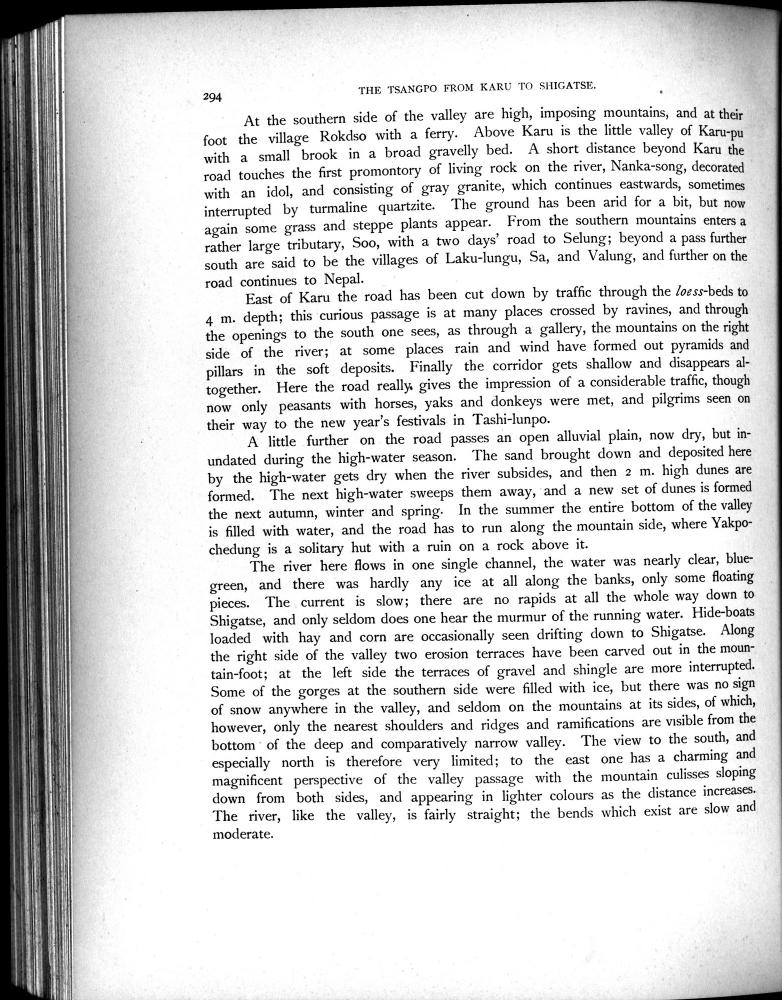 294
THE TSANGPO FROM KARU TO SHIGATSE.
At the southern side of the valley are high, imposing mountains, and at their
foot the village Rokdso with a ferry. Above Karu is the little valley of Karu-pu
with a small brook in a broad gravelly bed. A short distance beyond Karu the
road touches the first promontory of living rock on the river, Nanka-song, decorated
with an idol, and consisting of gray granite, which continues eastwards, sometimes
interrupted by turmaline quartzite. The ground has been arid for a bit, but now
again some grass and steppe plants appear. From the southern mountains enters a
rather large tributary, Soo, with a two days' road to Selung; beyond a pass further
south are said to be the villages of Laku-lungu, Sa, and Valung, and further on the
road continues to Nepal.
East of Karu the road has been cut down by traffic through the loess-beds to
4 m. depth; this curious passage is at many places crossed by ravines, and through
the openings to the south one sees, as through a gallery, the mountains on the right
side of the river; at some places rain and wind have formed out pyramids and
pillars in the soft deposits. Finally the corridor gets shallow and disappears al-
together. Here the road really gives the impression of a considerable traffic, though
now only peasants with horses, yaks and donkeys were met, and pilgrims seen on
their way to the new year's festivals in Tashi-lunpo.
A little further on the road passes an open alluvial plain, now dry, but in-
undated during the high-water season. The sand brought down and deposited here
by the high-water gets dry when the river subsides, and then 2 m. high dunes are
formed. The next high-water sweeps them away, and a new set of dunes is formed
the next autumn, winter and spring. In the summer the entire bottom of the valley
is filled with water, and the road has to run along the mountain side, where Yakpo-
chedung is a solitary hut with a ruin on a rock above it.
The river here flows in one single channel, the water was nearly clear, blue-
green, and there was hardly any ice at all along the banks, only some floating
pieces. The current is slow; there are no rapids at all the whole way down to
Shigatse, and only seldom does one hear the murmur of the running water. Hide-boats
loaded with hay and corn are occasionally seen drifting down to Shigatse. Along
the right side of the valley two erosion terraces have been carved out in the moun-
tain-foot; at the left side the terraces of gravel and shingle are more interrupted.
Some of the gorges at the southern side were filled with ice, but there was no sign
of snow anywhere in the valley, and seldom on the mountains at its sides, of which,
however, only the nearest shoulders and ridges and ramifications are visible from the
bottom of the deep and comparatively narrow valley. The view to the south, and
especially north is therefore very limited; to the east one has a charming and
magnificent perspective of the valley passage with the mountain culisses sloping
down from both sides, and appearing in lighter colours as the distance increases.
The river, like the valley, is fairly straight; the bends which exist are slow and
moderate.